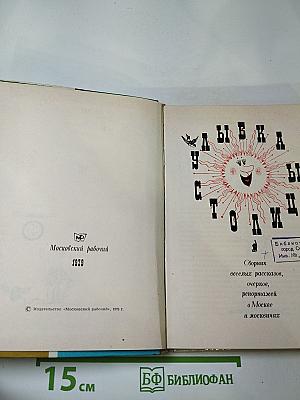 Московский рабочий
1979
© Издательство «Московский рабочий», 1979 г.
УЛЫБКА
СТОЛИЦЫ
Сборник
веселых рассказов,
очерков,
репортажей
о Москве
и москвичах
город
15 см
БФ БИБЛИОФАН